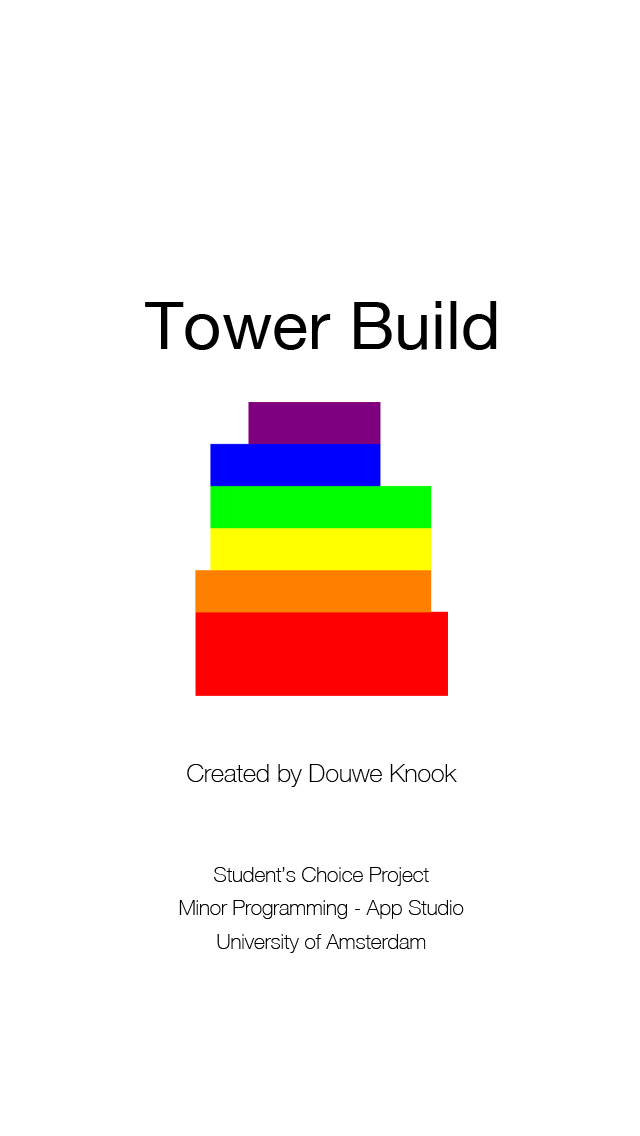 Tower Build
Created by Douwe Knook
Student’s Choice Project
Minor Programming - App Studio
University of Amsterdam